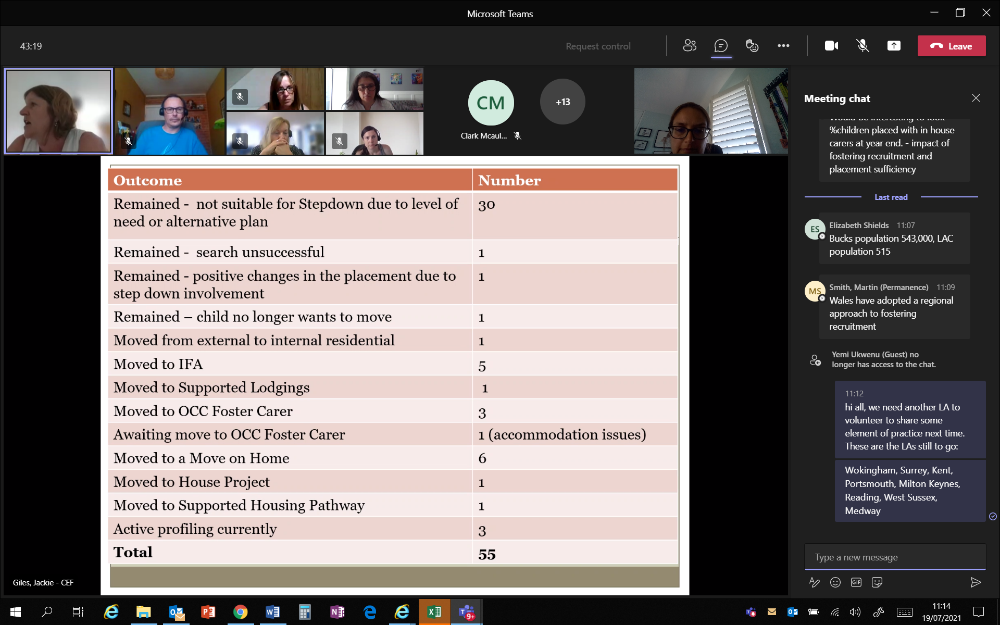 Microsoft Teams
43:19
Request control
Leave
CM
Clark Mcaul...
+13
Outcome Number
Remained - not suitable for Stepdown due to level of
need or alternative plan
30
Remained - search unsuccessful 1
Remained - positive changes in the placement due to
step down involvement
1
Remained – child no longer wants to move 1
Moved from external to internal residential 1
Moved to IFA 5
Moved to Supported Lodgings 1
Moved to OCC Foster Carer 3
Awaiting move to OCC Foster Carer 1 (accommodation issues)
Moved to a Move on Home 6
Moved to House Project 1
Moved to Supported Housing Pathway 1
Active profiling currently 3
Total 55
Giles, Jackie - CEF
Meeting chat
Would be interesting to look
%children placed with in house
carers at year end. - impact of
fostering recruitment and
placement sufficiency
Last read
ES
Elizabeth Shields 11:07
Bucks population 543,000, LAC
population 515
MS
Smith, Martin (Permanence) 11:09
Wales have adopted a regional
approach to fostering
recruitment
Yemi Ukwenu (Guest) no
longer has access to the chat.
11:12
hi all, we need another LA to
volunteer to share some
element of practice next time.
These are the LAs still to go:
Wokingham, Surrey, Kent,
Portsmouth, Milton Keynes,
Reading, West Sussex,
Medway
Type a new message
GIF
9+
11:14
19/07/2021